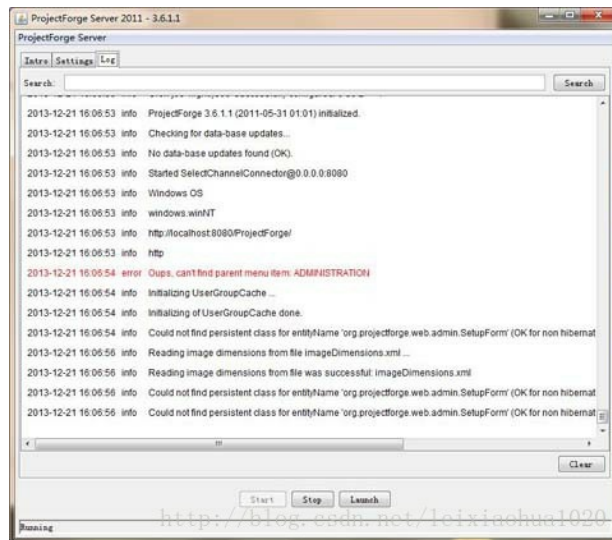 ProjectForge Server 2011 - 3.6.1.1
ProjectForge Server
Intro Settings Log
Search: Search
2013-12-21 16:06:53 info ProjectForge 3.6.1.1 (2011-05-31 01:01) initialized.
2013-12-21 16:06:53 info Checking for data-base updates...
2013-12-21 16:06:53 info No data-base updates found (OK).
2013-12-21 16:06:53 info Started SelectChannelConnector@0.0.0.0:8080
2013-12-21 16:06:53 info Windows OS
2013-12-21 16:06:53 info windows.winNT
2013-12-21 16:06:53 info http://localhost:8080/ProjectForge/
2013-12-21 16:06:53 info http
2013-12-21 16:06:54 error Oups, can't find parent menu item: ADMINISTRATION
2013-12-21 16:06:54 info Initializing UserGroupCache ...
2013-12-21 16:06:54 info Initializing of UserGroupCache done.
2013-12-21 16:06:54 info Could not find persistent class for entityName 'org.projectforge.web.admin.SetupForm' (OK for non hibernat
2013-12-21 16:06:56 info Reading image dimensions from file imageDimensions.xml ...
2013-12-21 16:06:56 info Reading image dimensions from file was successful: imageDimensions.xml
2013-12-21 16:06:56 info Could not find persistent class for entityName 'org.projectforge.web.admin.SetupForm' (OK for non hibernat
2013-12-21 16:06:56 info Could not find persistent class for entityName 'org.projectforge.web.admin.SetupForm' (OK for non hibernat
Clear
Start Stop Launch
http://blog.csdn.net/leixiaohua1020
Running